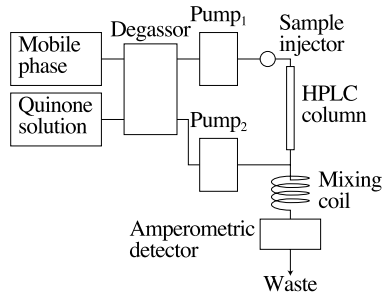 Pump1
Degassor
Sample
injector
Mobile
phase
Quinone
solution
HPLC
column
Pump2
Mixing
coil
Amperometric
detector
Waste